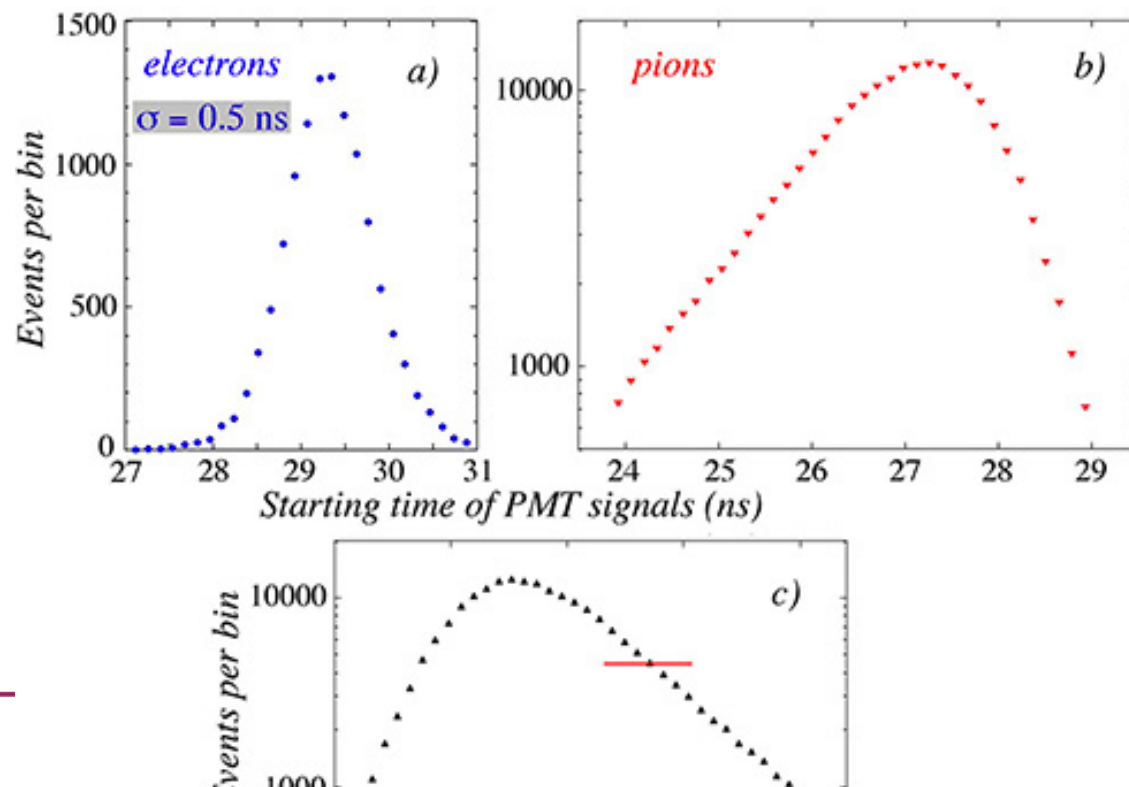 1500
electrons
a)
σ = 0.5 ns
1000
500
0
27 28 29 30 31
Events per bin
pions
b)
10000
1000
24 25 26 27 28 29
Starting time of PMT signals (ns)
c)
10000
1000
Events per bin